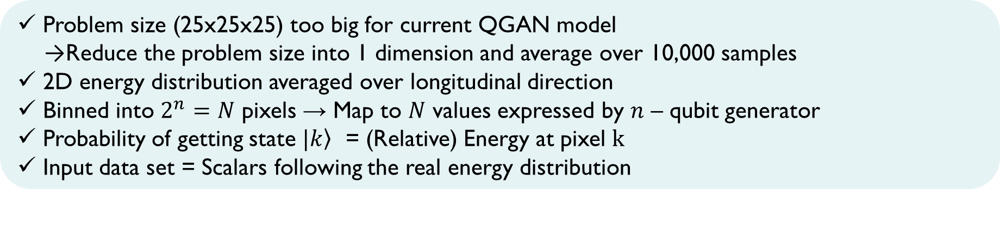 ✓ Problem size (25x25x25) too big for current QGAN model
→Reduce the problem size into 1 dimension and average over 10,000 samples
✓ 2D energy distribution averaged over longitudinal direction
✓ Binned into 2ⁿ = N pixels → Map to N values expressed by n – qubit generator
✓ Probability of getting state |k⟩ = (Relative) Energy at pixel k
✓ Input data set = Scalars following the real energy distribution